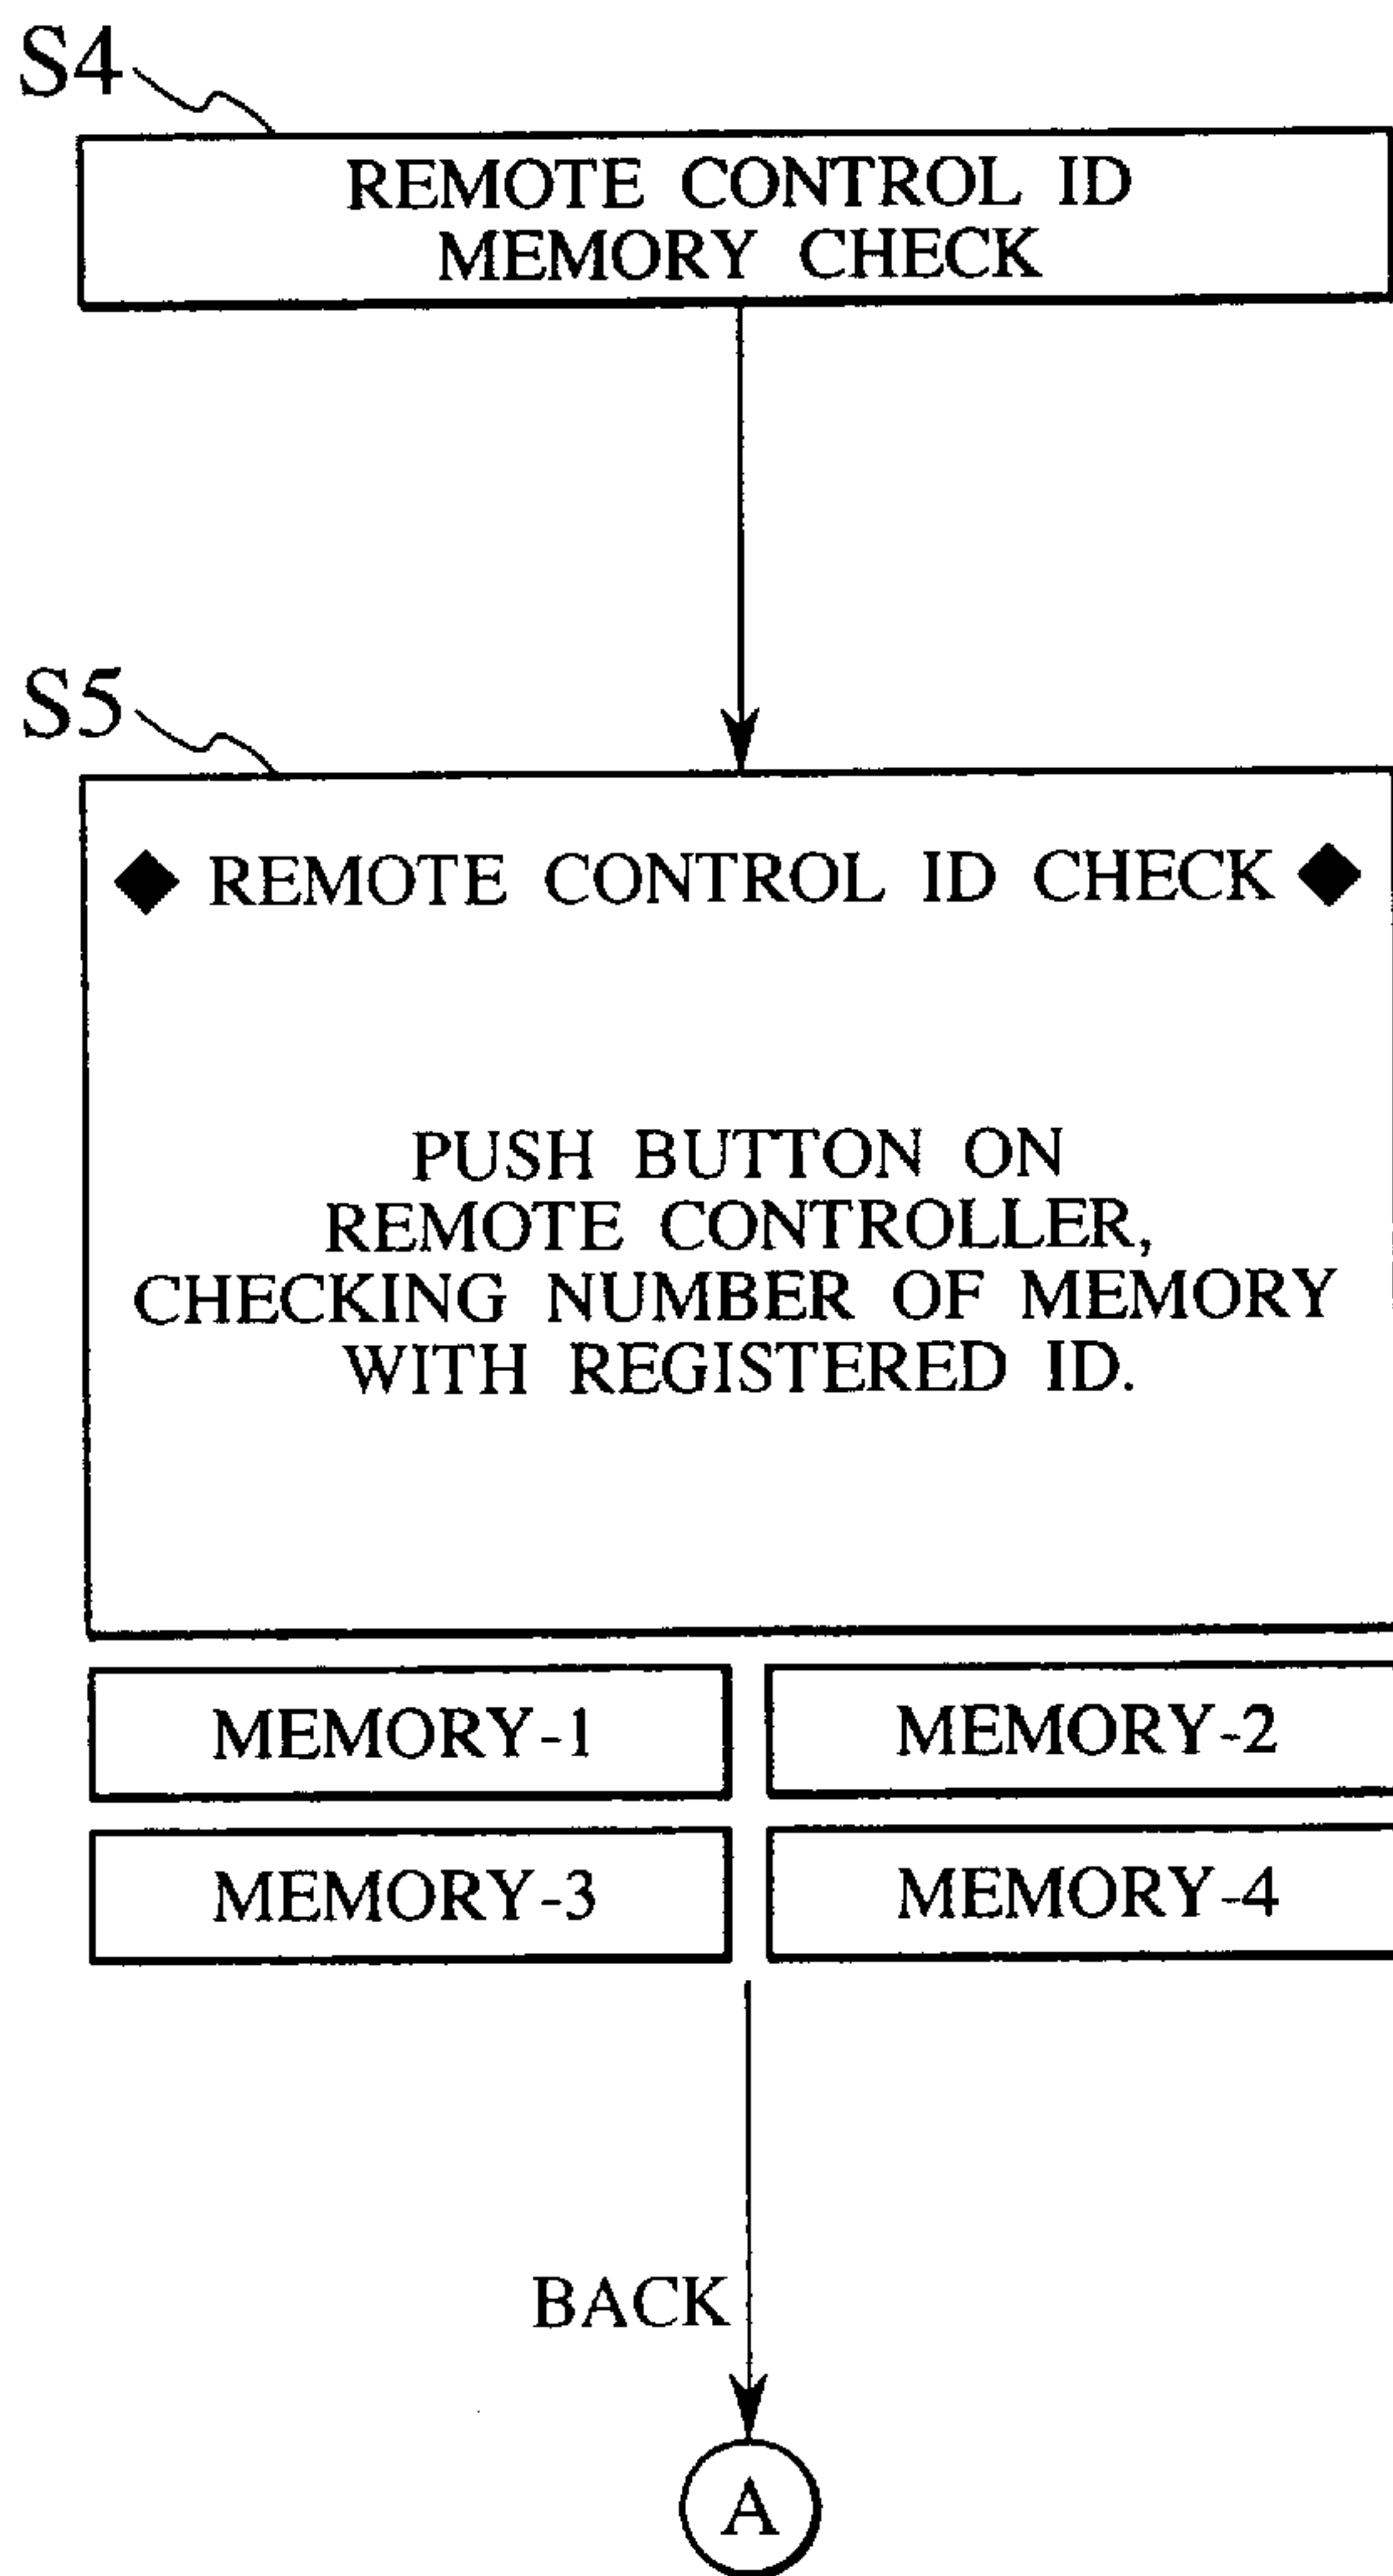 S4
REMOTE CONTROL ID
MEMORY CHECK
S5
◆ REMOTE CONTROL ID CHECK ◆
PUSH BUTTON ON
REMOTE CONTROLLER,
CHECKING NUMBER OF MEMORY
WITH REGISTERED ID.
MEMORY-1 MEMORY-2
MEMORY-3 MEMORY-4
BACK
A